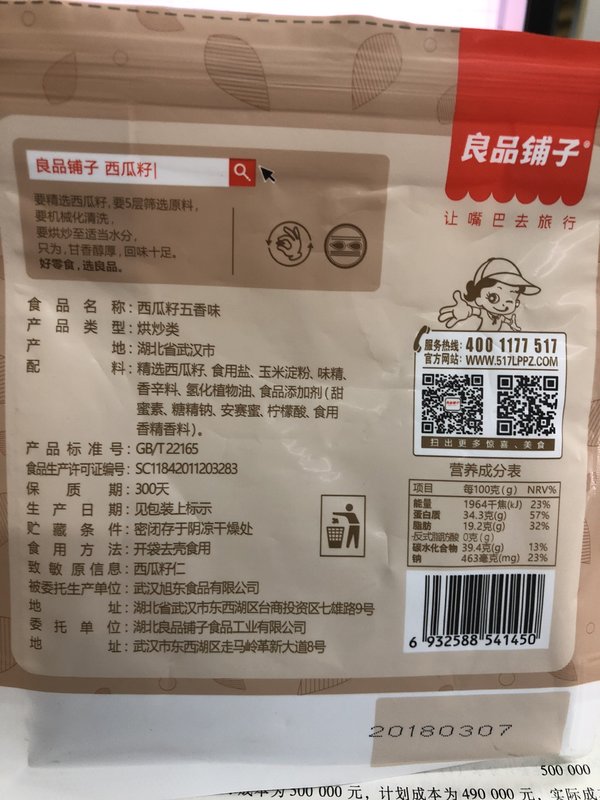 良品铺子®
让嘴巴去旅行
良品铺子 西瓜籽
要精选西瓜籽,要5层筛选原料,
要机械化清洗,
要烘炒至适当水分,
只为,甘香醇厚,回味十足。
好零食,选良品。
食品名称:西瓜籽五香味
产品类型:烘炒类
产地:湖北省武汉市
配料:精选西瓜籽、食用盐、玉米淀粉、味精、
香辛料、氢化植物油、食品添加剂(甜
蜜素、糖精钠、安赛蜜、柠檬酸、食用
香精香料)。
产品标准号:GB/T 22165
食品生产许可证编号:SC11842011203283
保质期:300天
生产日期:见包装上标示
贮藏条件:密闭存于阴凉干燥处
食用方法:开袋去壳食用
致敏原信息:西瓜籽仁
被委托生产单位:武汉旭东食品有限公司
地址:湖北省武汉市东西湖区台商投资区七雄路9号
委托单位:湖北良品铺子食品工业有限公司
地址:武汉市东西湖区走马岭革新大道8号
服务热线:400 1177 517
官方网站:WWW.517LPPZ.COM
扫出更多惊喜、美食
营养成分表
项目 每100克(g) NRV%
能量 1964千焦(kJ) 23%
蛋白质 34.3克(g) 57%
脂肪 19.2克(g) 32%
-反式脂肪酸 0克(g)
碳水化合物 39.4克(g) 13%
钠 463毫克(mg) 23%
6 932588 541450
20180307
500 000
成本为 500 000 元,计划成本为 490 000 元,实际成